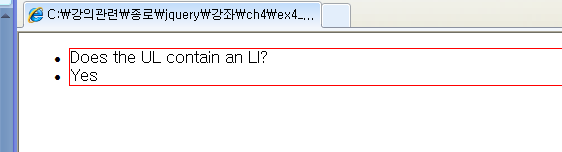 C:₩강의관련₩종로₩jquery₩강좌₩ch4₩ex4_...
Does the UL contain an LI?
Yes